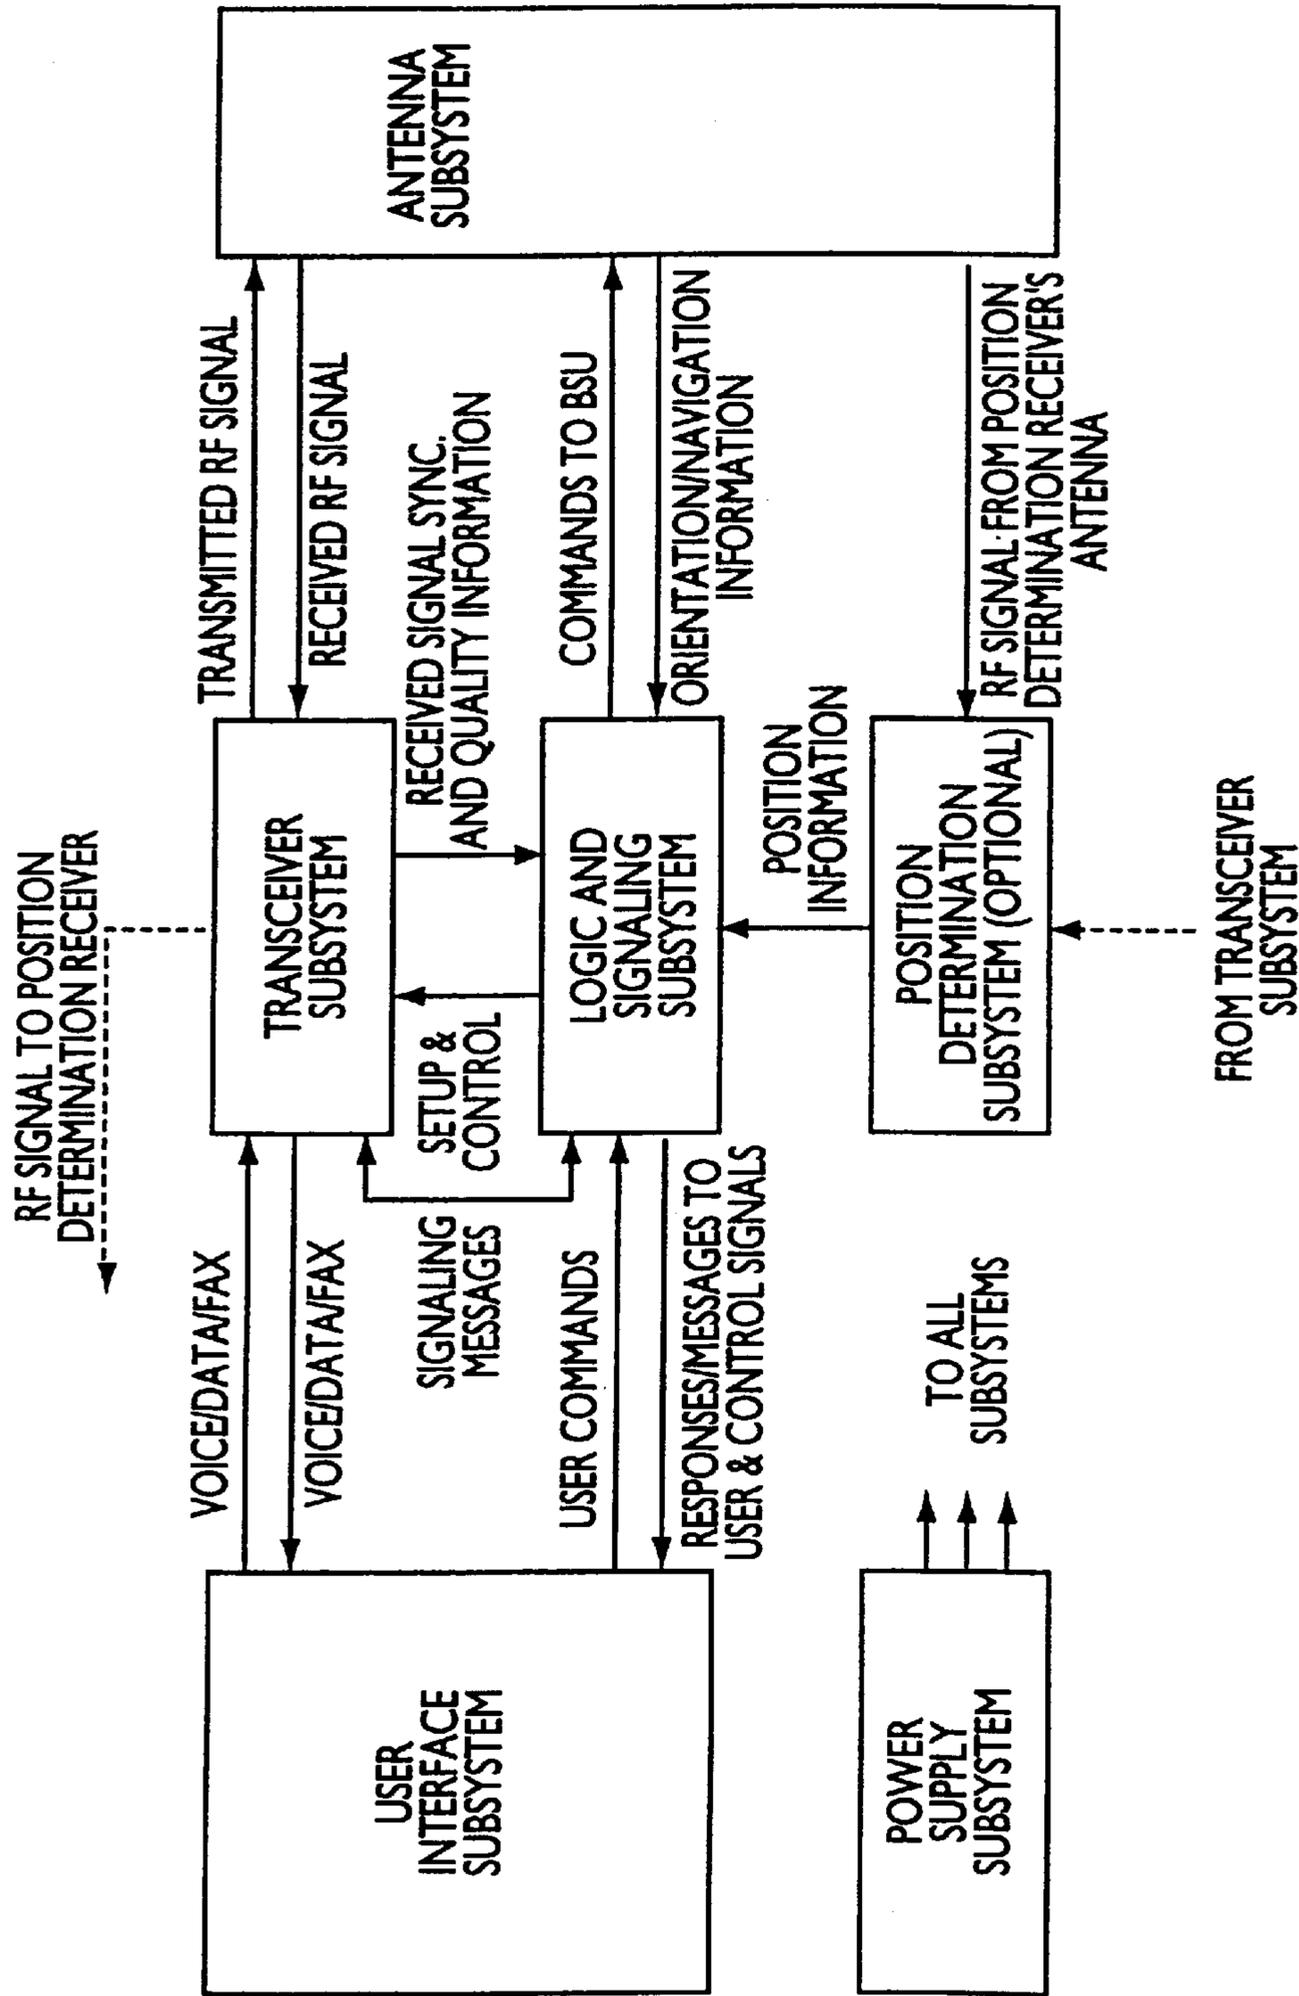 RF SIGNAL TO POSITION
DETERMINATION RECEIVER
VOICE/DATA/FAX
VOICE/DATA/FAX
TRANSCEIVER
SUBSYSTEM
TRANSMITTED RF SIGNAL
RECEIVED RF SIGNAL
ANTENNA
SUBSYSTEM
USER
INTERFACE
SUBSYSTEM
SIGNALING
MESSAGES
SETUP &
CONTROL
RECEIVED SIGNAL SYNC.
AND QUALITY INFORMATION
USER COMMANDS
RESPONSES/MESSAGES TO
USER & CONTROL SIGNALS
LOGIC AND
SIGNALING
SUBSYSTEM
COMMANDS TO BSU
ORIENTATION/NAVIGATION
INFORMATION
POSITION
INFORMATION
POWER
SUPPLY
SUBSYSTEM
TO ALL
SUBSYSTEMS
POSITION
DETERMINATION
SUBSYSTEM (OPTIONAL)
RF SIGNAL FROM POSITION
DETERMINATION RECEIVER'S
ANTENNA
FROM TRANSCEIVER
SUBSYSTEM